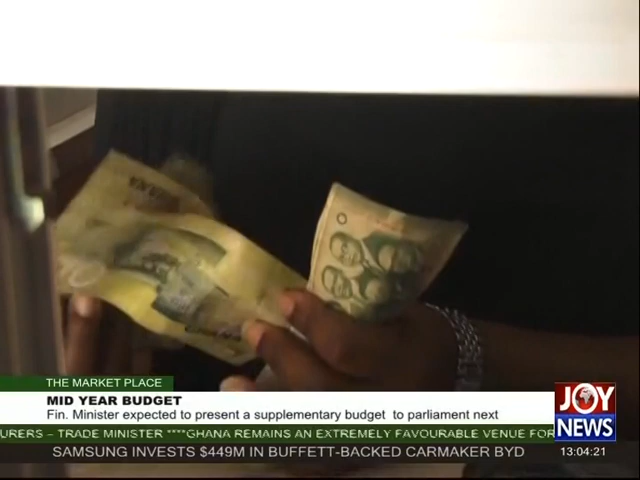 THE MARKET PLACE
MID YEAR BUDGET
Fin. Minister expected to present a supplementary budget to parliament next
URERS – TRADE MINISTER ****GHANA REMAINS AN EXTREMELY FAVOURABLE VENUE FOR
SAMSUNG INVESTS $449M IN BUFFETT-BACKED CARMAKER BYD
JOY
NEWS
13:04:21